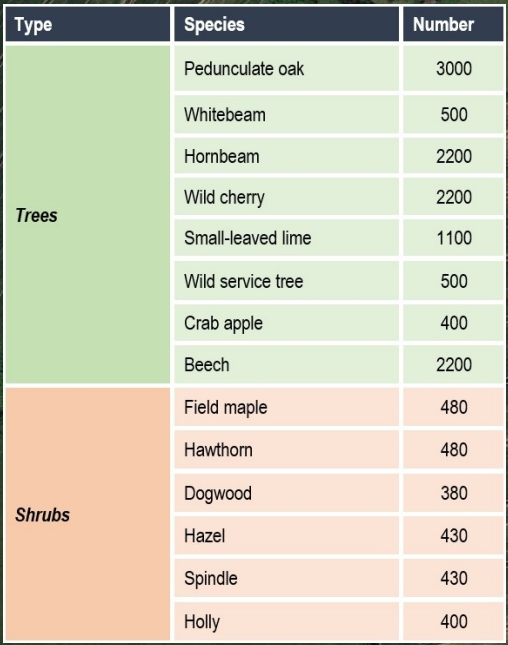 Type Species Number
Trees
Pedunculate oak 3000
Whitebeam 500
Hornbeam 2200
Wild cherry 2200
Small-leaved lime 1100
Wild service tree 500
Crab apple 400
Beech 2200
Shrubs
Field maple 480
Hawthorn 480
Dogwood 380
Hazel 430
Spindle 430
Holly 400